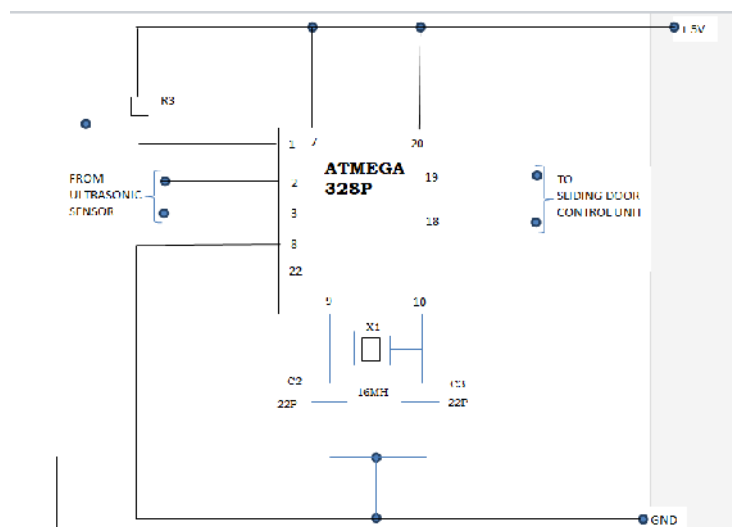 +5V
R3
1
7
20
ATMEGA
328P
FROM
ULTRASONIC
SENSOR
2
3
8
22
19
18
TO
SLIDING DOOR
CONTROL UNIT
9
10
X1
C2
C3
16MH
22P
22P
GND